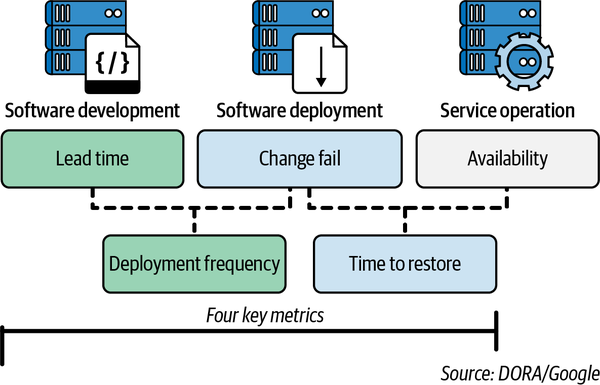 {/}
Software development
Software deployment
Service operation
Lead time
Change fail
Availability
Deployment frequency
Time to restore
Four key metrics
Source: DORA/Google